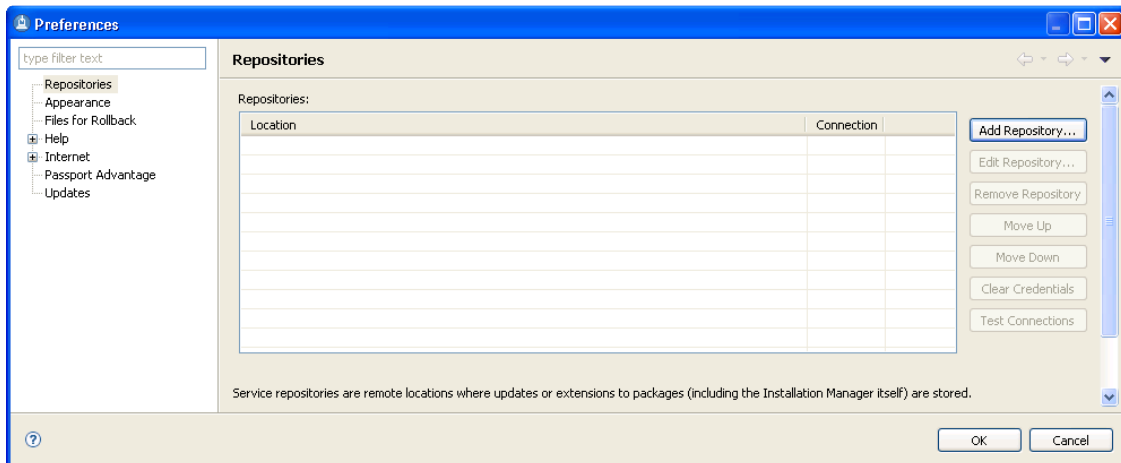 Preferences
type filter text
Repositories
Repositories
Appearance
Files for Rollback
Help
Internet
Passport Advantage
Updates
Repositories:
Location Connection
Add Repository...
Edit Repository...
Remove Repository
Move Up
Move Down
Clear Credentials
Test Connections
Service repositories are remote locations where updates or extensions to packages (including the Installation Manager itself) are stored.
OK Cancel